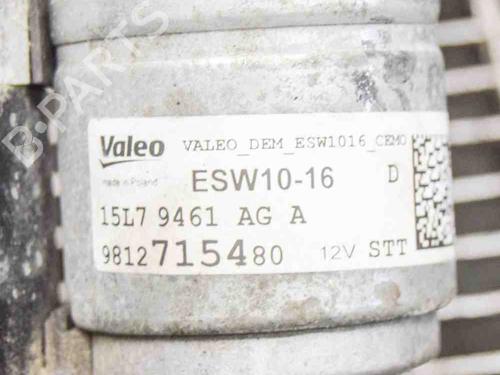 B-PARTS
Valeo VALEO_DEM_ESW1016_CEMO
made in Poland
ESW10-16 D
15L7 9461 AG A
9812715480 12V STT